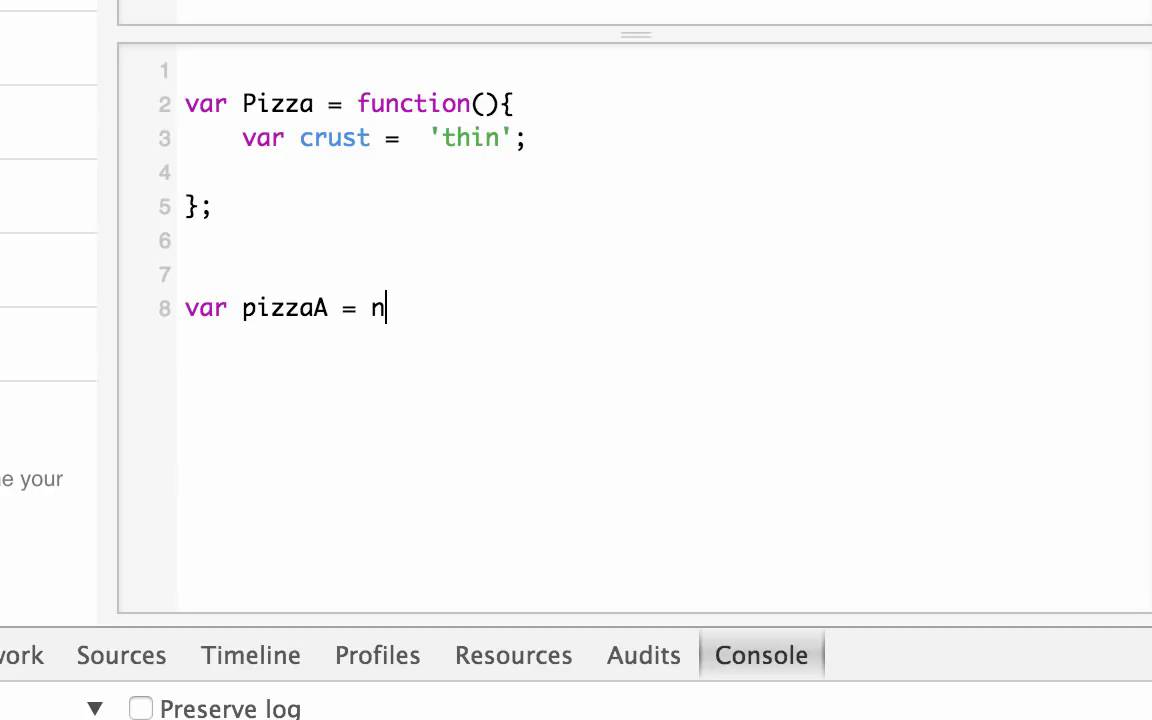 1
2 var Pizza = function(){
3     var crust =  'thin';
4
5 };
6
7
8 var pizzaA = n
e your
Sources Timeline Profiles Resources Audits Console
▼ Preserve log